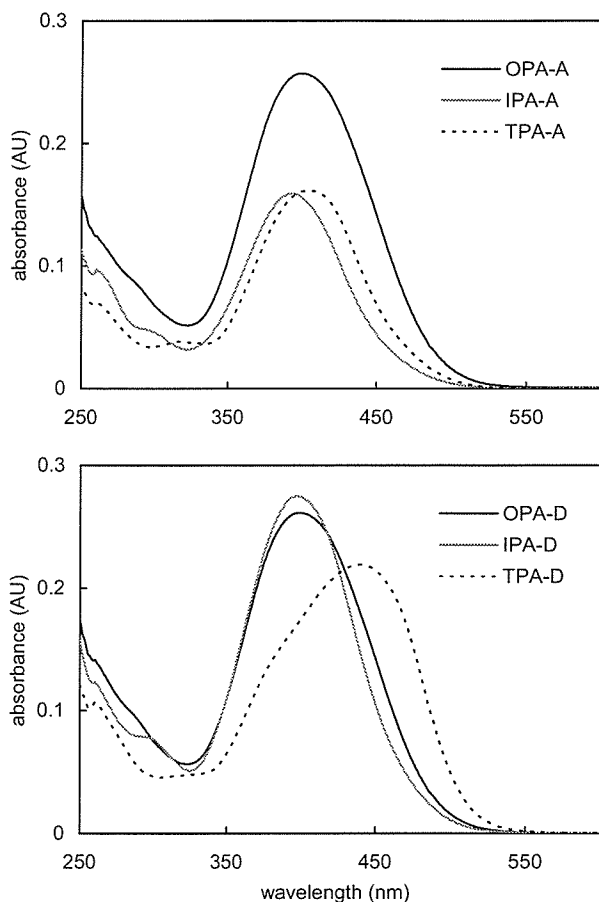 0.3
OPA-A
IPA-A
TPA-A
0.2
absorbance (AU)
0.1
0
250 350 450 550
0.3
OPA-D
IPA-D
TPA-D
0.2
absorbance (AU)
0.1
0
250 350 450 550
wavelength (nm)